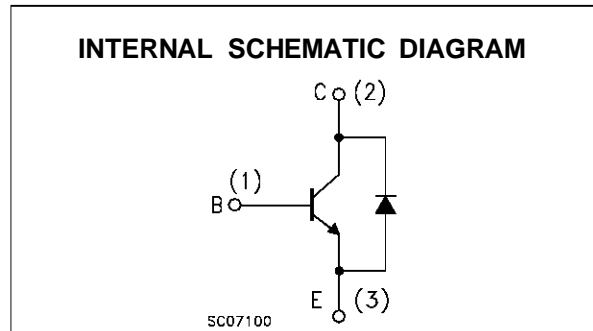 INTERNAL SCHEMATIC DIAGRAM
C (2)
(1)
B
E (3)
SC07100